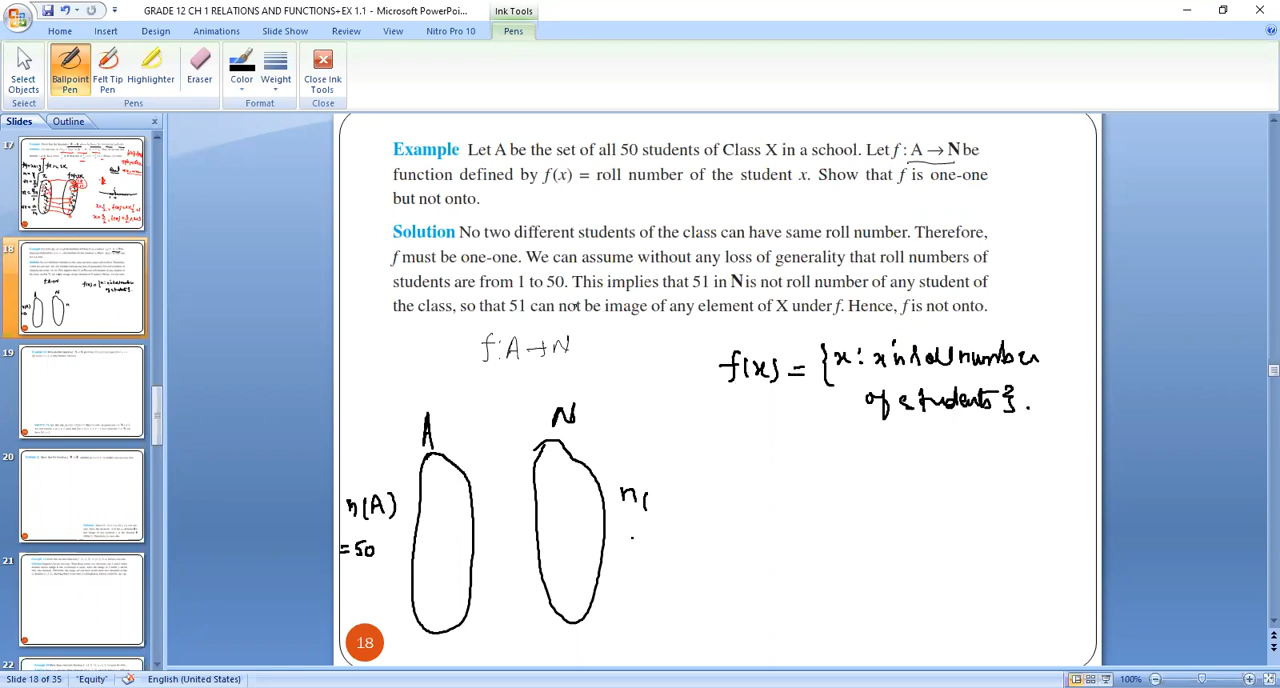 GRADE 12 CH 1 RELATIONS AND FUNCTIONS+EX 1.1 - Microsoft PowerPo...
Ink Tools
Home Insert Design Animations Slide Show Review View Nitro Pro 10 Pens
Select Objects
Ballpoint Pen
Felt Tip Pen
Highlighter
Eraser
Color
Weight
Close Ink Tools
Select Pens Format Close
Slides Outline
17
18
19
20
21
22
Example Let A be the set of all 50 students of Class X in a school. Let f : A → N be
function defined by f(x) = roll number of the student x. Show that f is one-one
but not onto.
Solution No two different students of the class can have same roll number. Therefore,
f must be one-one. We can assume without any loss of generality that roll numbers of
students are from 1 to 50. This implies that 51 in N is not roll number of any student of
the class, so that 51 can not be image of any element of X under f. Hence, f is not onto.
f : A → N
f(x) = {x : x is roll number
of students}.
A N
n(A)
= 50
n(
18
Slide 18 of 35 "Equity" English (United States) 100%